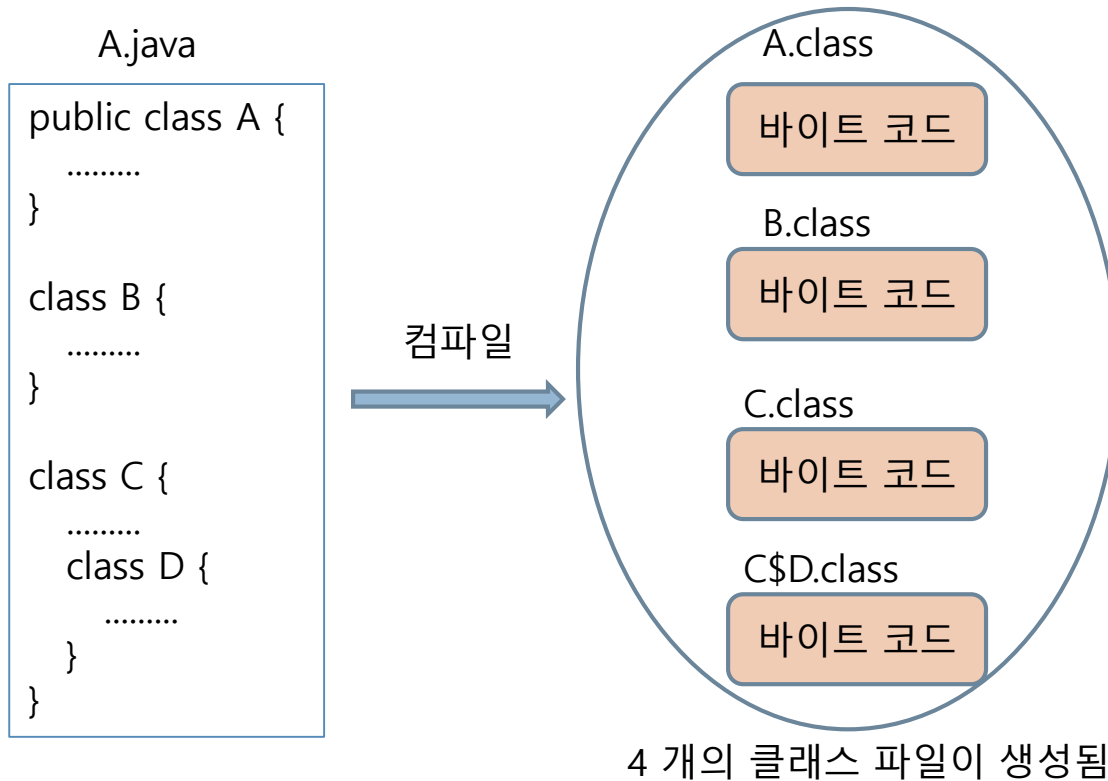 A.java
public class A {
.........
}
class B {
.........
}
class C {
.........
class D {
.........
}
}
컴파일
A.class
바이트 코드
B.class
바이트 코드
C.class
바이트 코드
C$D.class
바이트 코드
4 개의 클래스 파일이 생성됨